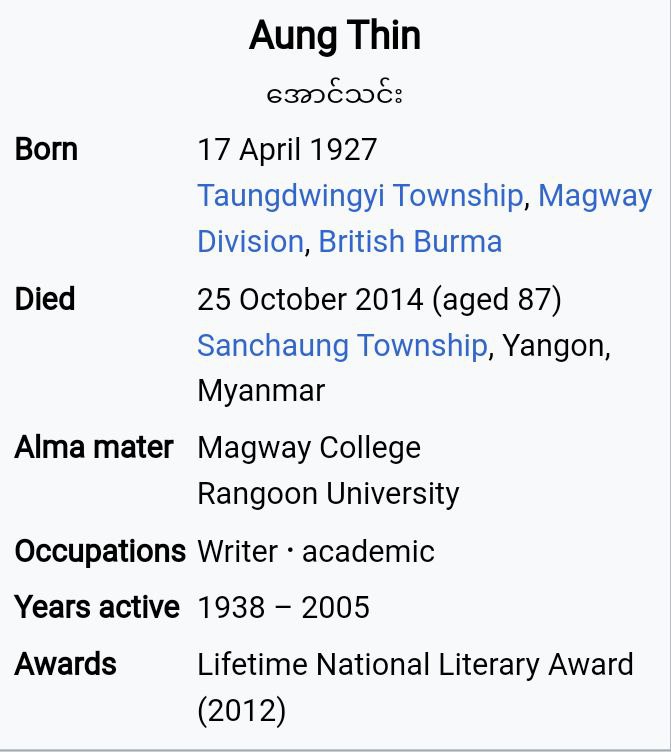 Aung Thin
အောင်သင်း
Born 17 April 1927
Taungdwingyi Township, Magway
Division, British Burma
Died 25 October 2014 (aged 87)
Sanchaung Township, Yangon,
Myanmar
Alma mater Magway College
Rangoon University
Occupations Writer · academic
Years active 1938 – 2005
Awards Lifetime National Literary Award
(2012)